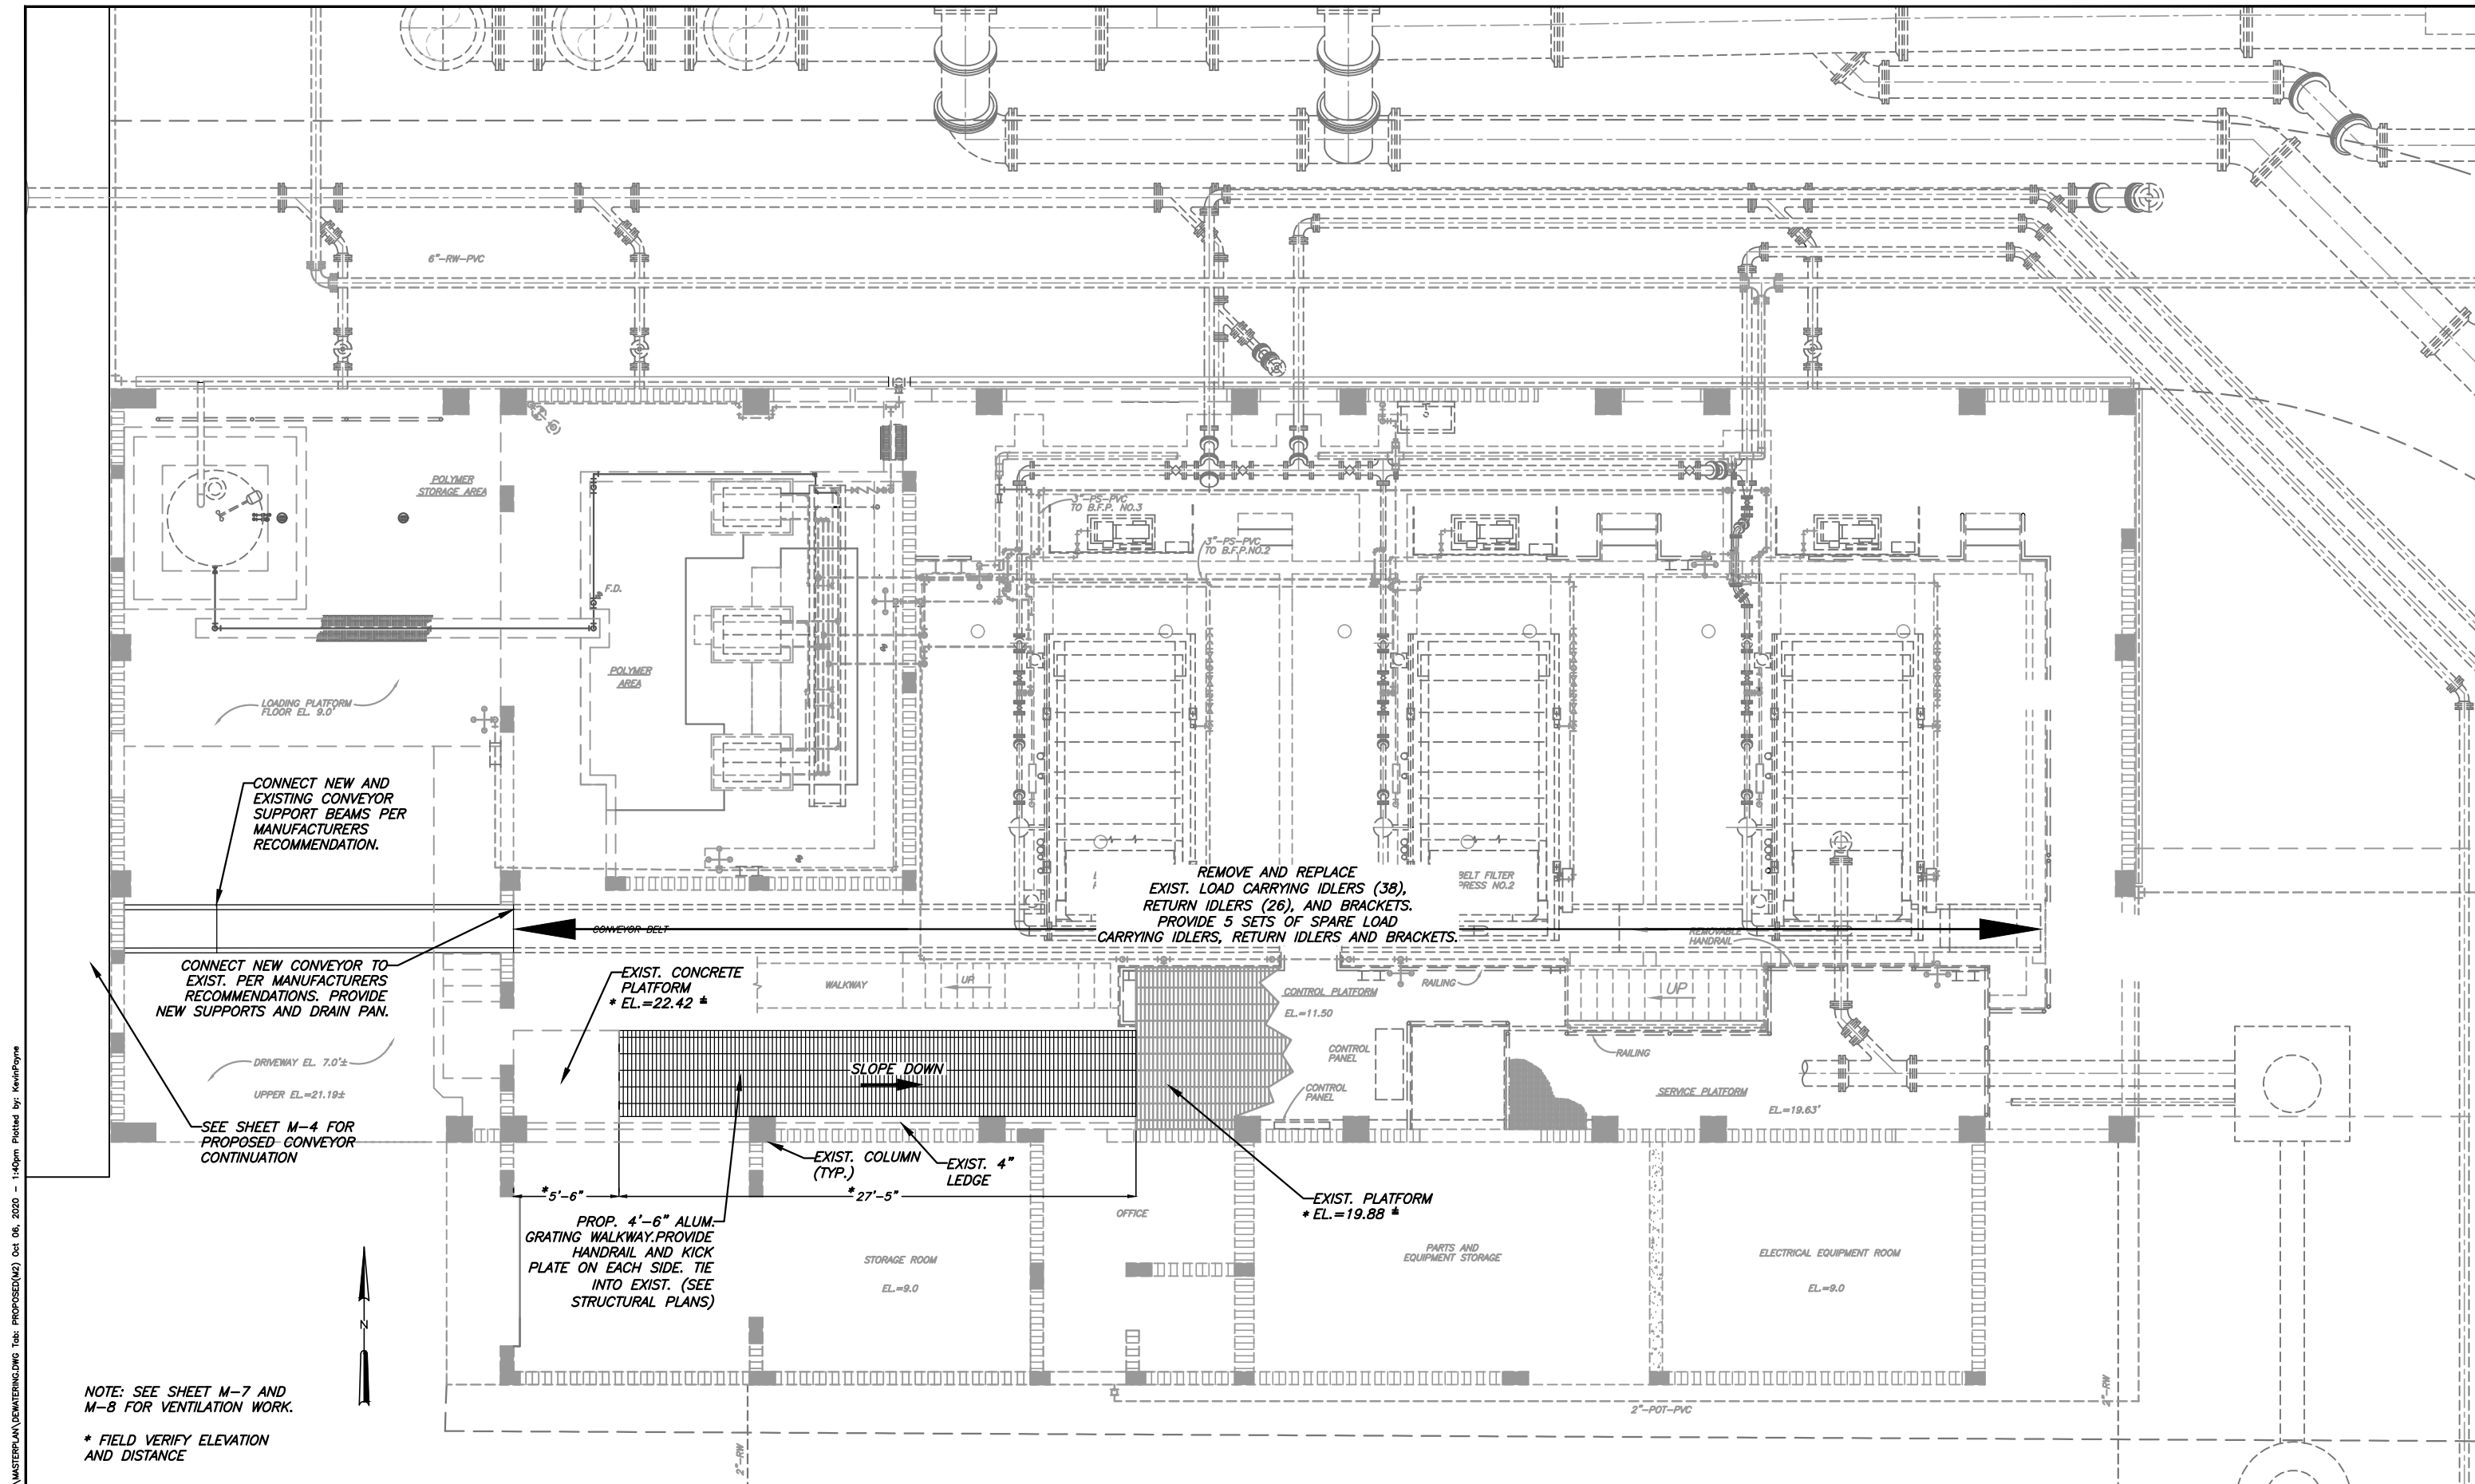 6"-RW-PVC
POLYMER
STORAGE AREA
3"-PS-PVC
TO B.F.P. NO.3
3"-PS-PVC
TO B.F.P.NO.2
F.D.
POLYMER
AREA
LOADING PLATFORM
FLOOR EL. 9.0'
CONNECT NEW AND
EXISTING CONVEYOR
SUPPORT BEAMS PER
MANUFACTURERS
RECOMMENDATION.
REMOVE AND REPLACE
EXIST. LOAD CARRYING IDLERS (38),
RETURN IDLERS (26), AND BRACKETS.
PROVIDE 5 SETS OF SPARE LOAD
CARRYING IDLERS, RETURN IDLERS AND BRACKETS.
BELT FILTER
PRESS NO.2
CONVEYOR BELT
REMOVABLE
HANDRAIL
CONNECT NEW CONVEYOR TO
EXIST. PER MANUFACTURERS
RECOMMENDATIONS. PROVIDE
NEW SUPPORTS AND DRAIN PAN.
EXIST. CONCRETE
PLATFORM
* EL.=22.42 ±
WALKWAY
UP
CONTROL PLATFORM
EL.=11.50
RAILING
UP
CONTROL
PANEL
RAILING
CONTROL
PANEL
SERVICE PLATFORM
EL.=19.63'
DRIVEWAY EL. 7.0'±
UPPER EL.=21.19±
SLOPE DOWN
SEE SHEET M-4 FOR
PROPOSED CONVEYOR
CONTINUATION
EXIST. COLUMN
(TYP.)
EXIST. 4"
LEDGE
*5'-6"
*27'-5"
EXIST. PLATFORM
* EL.=19.88 ±
PROP. 4'-6" ALUM.
GRATING WALKWAY.PROVIDE
HANDRAIL AND KICK
PLATE ON EACH SIDE. TIE
INTO EXIST. (SEE
STRUCTURAL PLANS)
OFFICE
STORAGE ROOM
EL.=9.0
PARTS AND
EQUIPMENT STORAGE
ELECTRICAL EQUIPMENT ROOM
EL.=9.0
N
NOTE: SEE SHEET M-7 AND
M-8 FOR VENTILATION WORK.
* FIELD VERIFY ELEVATION
AND DISTANCE
2"-RW
2"-POT-PVC
2"-RW
\MASTERPLAN\DEWATERING.DWG Tab: PROPOSED(M2) Oct 06, 2020 - 1:40pm Plotted by: KevinPayne